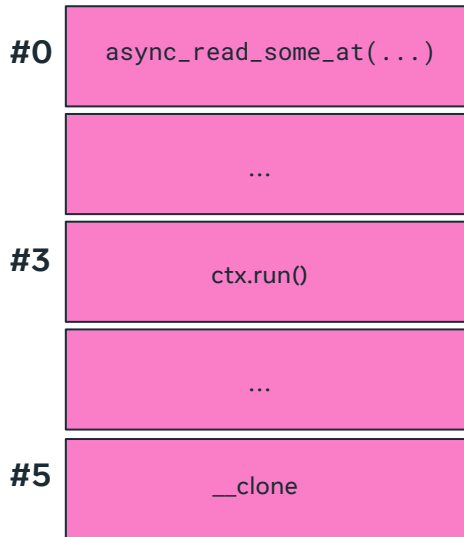 #0 async_read_some_at(...)
...
#3 ctx.run()
...
#5 __clone